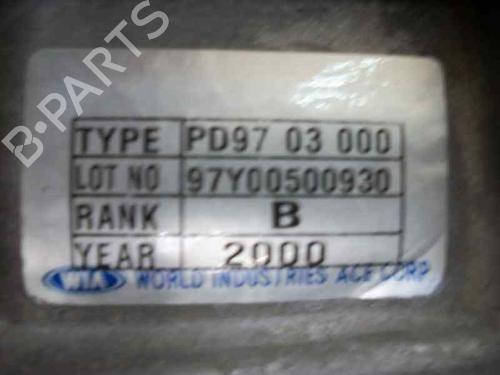 TYPE PD97 03 000
LOT NO 97Y00500930
RANK B
YEAR 2000
WIA WORLD INDUSTRIES ACE CORP
B-PARTS